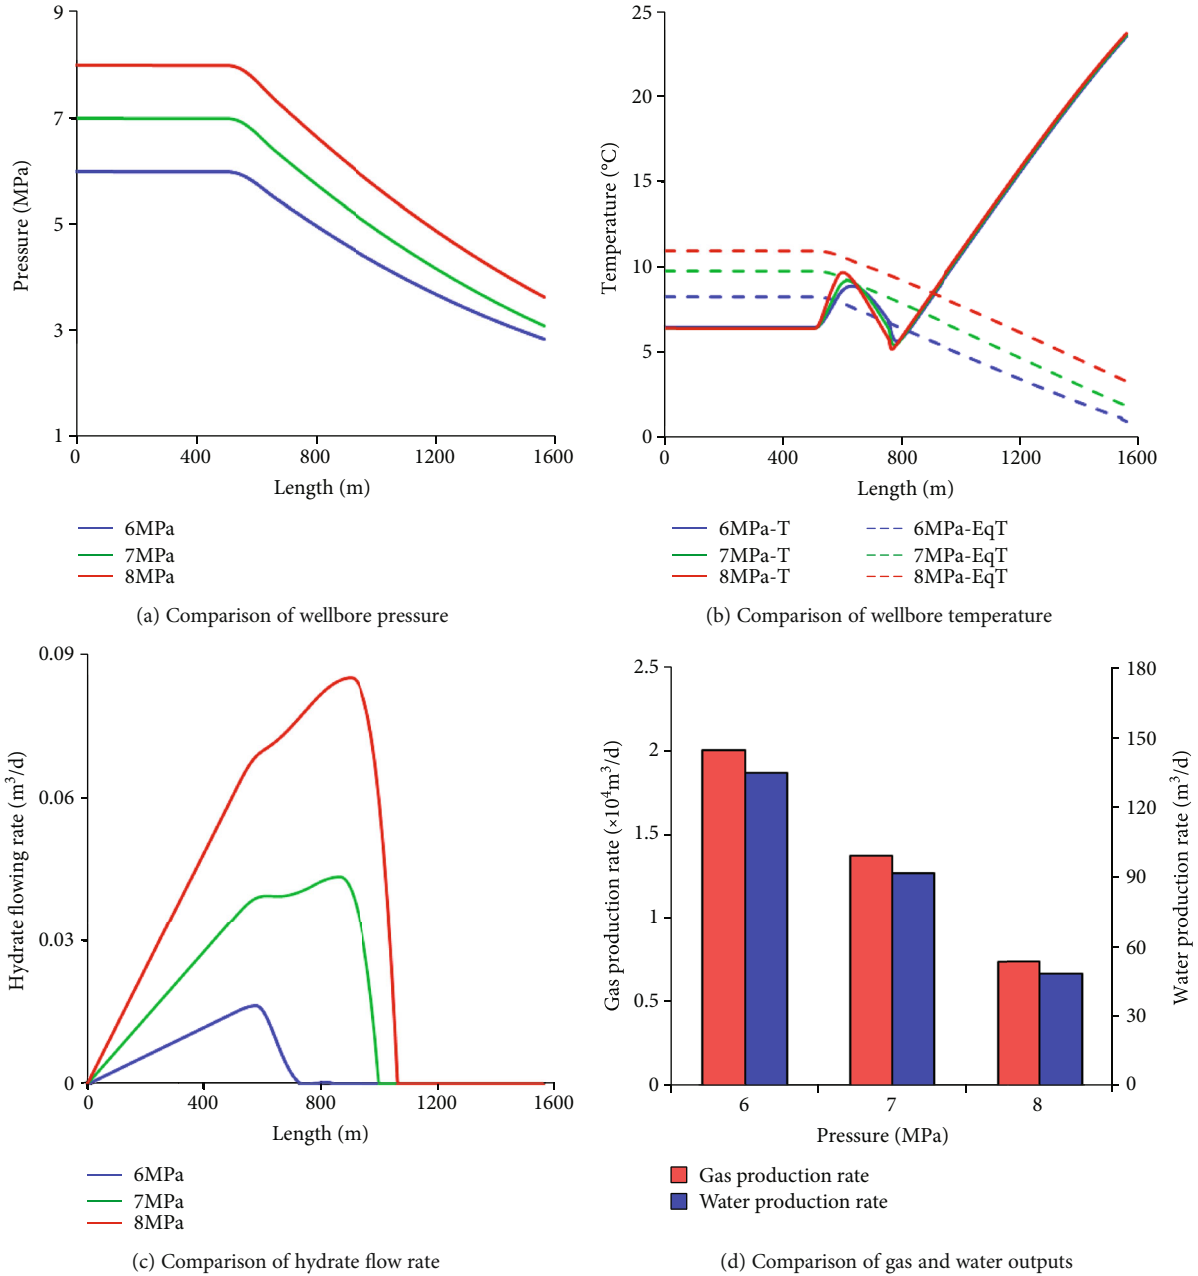 9
7
5
3
1
Pressure (MPa)
0
400
800
1200
1600
Length (m)
6MPa
7MPa
8MPa
(a) Comparison of wellbore pressure
25
20
15
10
5
0
Temperature (°C)
0
400
800
1200
1600
Length (m)
6MPa-T
7MPa-T
8MPa-T
6MPa-EqT
7MPa-EqT
8MPa-EqT
(b) Comparison of wellbore temperature
0.09
0.06
0.03
0
Hydrate flowing rate (m³/d)
0
400
800
1200
1600
Length (m)
6MPa
7MPa
8MPa
(c) Comparison of hydrate flow rate
2.5
2
1.5
1
0.5
0
Gas production rate (×10⁴m³/d)
180
150
120
90
60
30
0
Water production rate (m³/d)
6
7
8
Pressure (MPa)
Gas production rate
Water production rate
(d) Comparison of gas and water outputs